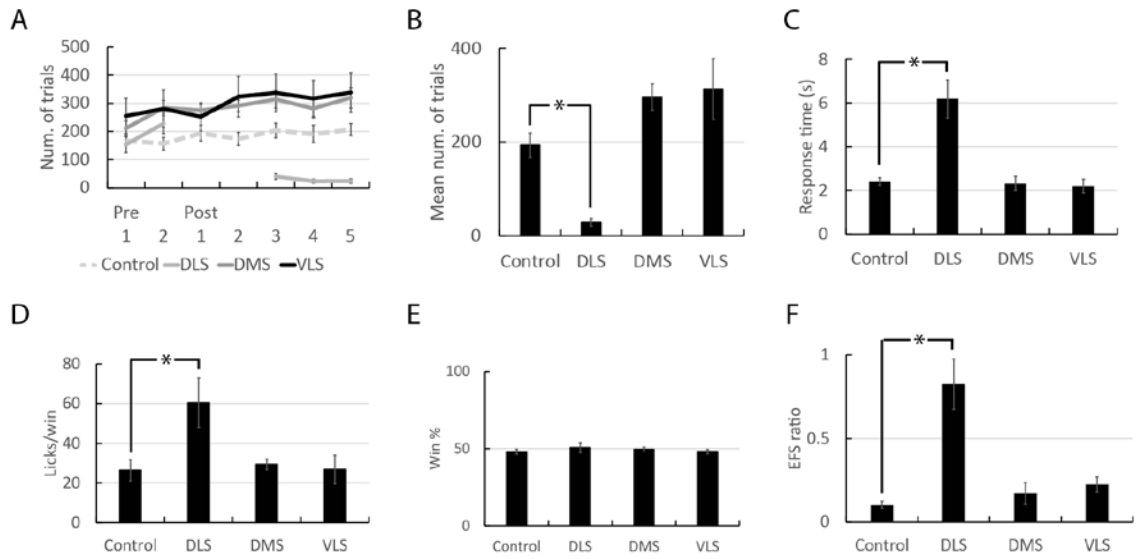 A
Num. of trials
500
400
300
200
100
0
Pre Post
1 2 1 2 3 4 5
Control DLS DMS VLS
B
Mean num. of trials
400
200
0
*
Control DLS DMS VLS
C
Response time (s)
8
6
4
2
0
*
Control DLS DMS VLS
D
Licks/win
80
60
40
20
0
*
Control DLS DMS VLS
E
Win %
100
50
0
Control DLS DMS VLS
F
EFS ratio
1
0.5
0
*
Control DLS DMS VLS